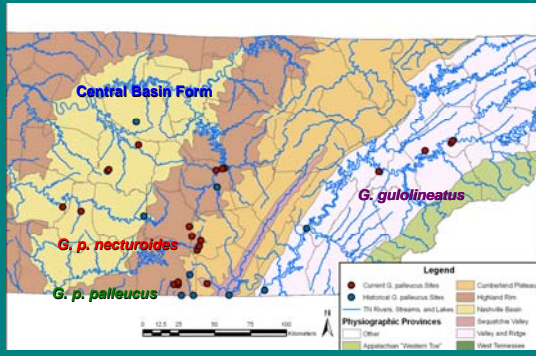 Central Basin Form
G. gulolineatus
G. p. necturoides
G. p. palleucus
Legend
Current G. palleucus Sites
Historical G. palleucus Sites
TN Rivers, Streams, and Lakes
Physiographic Provinces
Other
Appalachian "Western Toe"
Cumberland Plateau
Highland Rim
Nashville Basin
Sequatchie Valley
Valley and Ridge
West Tennessee
0 12.5 25 50 75 100
Kilometers
N